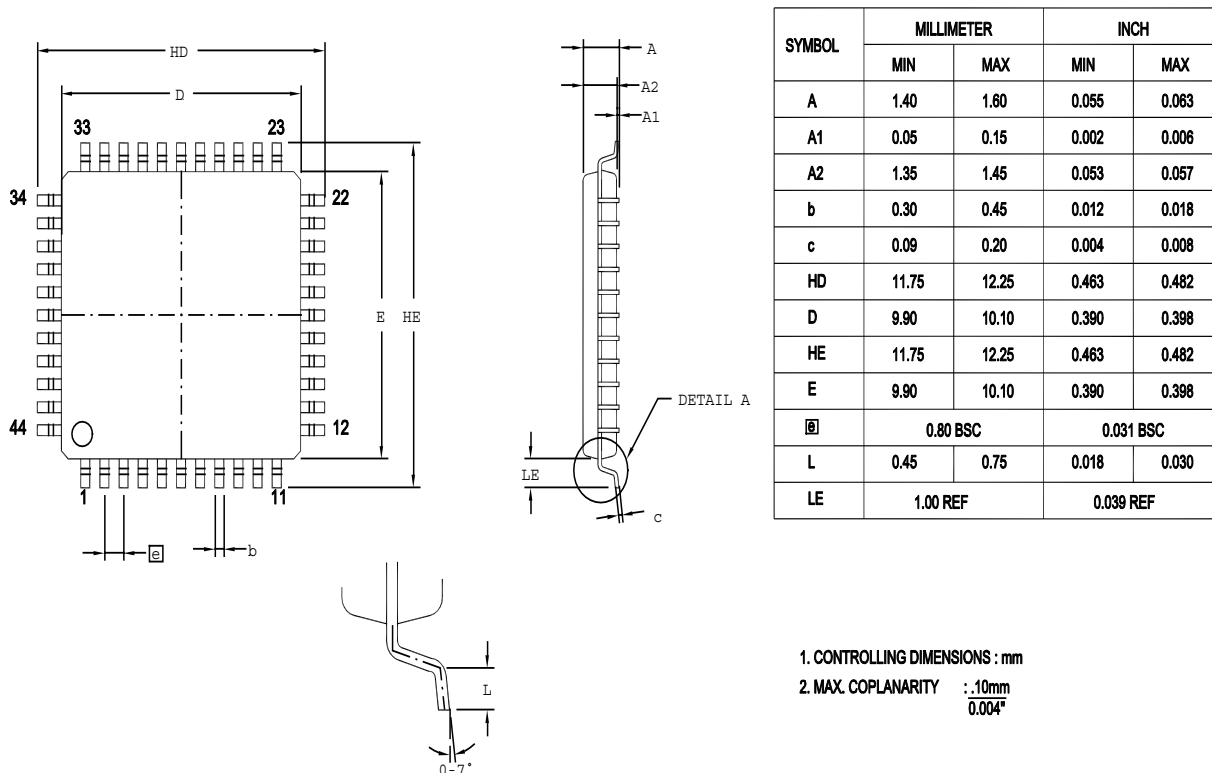 HD
D
33 23
34 22
E HE
44 12
1 11
e b
A
A2
A1
DETAIL A
LE
c
L
0-7°
SYMBOL MILLIMETER INCH
MIN MAX MIN MAX
A 1.40 1.60 0.055 0.063
A1 0.05 0.15 0.002 0.006
A2 1.35 1.45 0.053 0.057
b 0.30 0.45 0.012 0.018
c 0.09 0.20 0.004 0.008
HD 11.75 12.25 0.463 0.482
D 9.90 10.10 0.390 0.398
HE 11.75 12.25 0.463 0.482
E 9.90 10.10 0.390 0.398
e 0.80 BSC 0.031 BSC
L 0.45 0.75 0.018 0.030
LE 1.00 REF 0.039 REF
1. CONTROLLING DIMENSIONS : mm
2. MAX. COPLANARITY : .10mm
0.004"